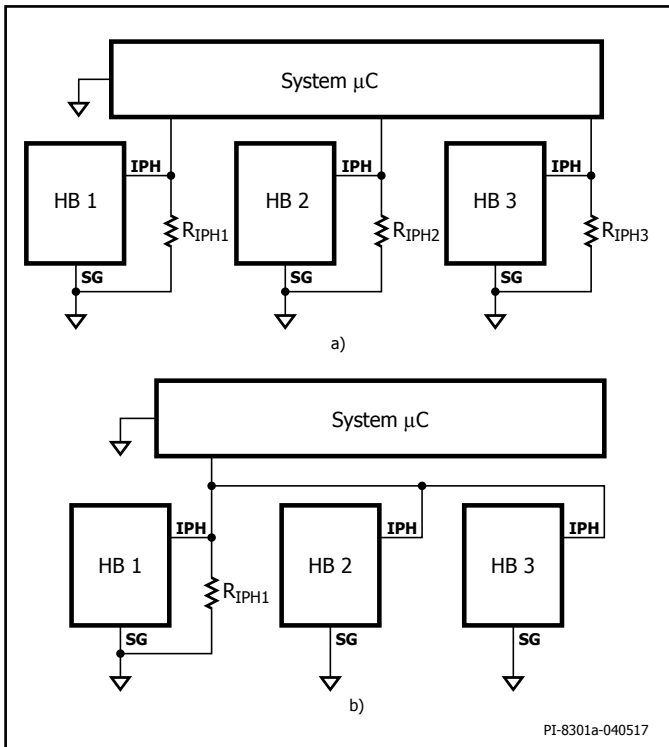 System µC
IPH IPH IPH
HB 1 HB 2 HB 3
RIPH1 RIPH2 RIPH3
SG SG SG
a)
System µC
IPH IPH IPH
HB 1 HB 2 HB 3
RIPH1
SG SG SG
b)
PI-8301a-040517